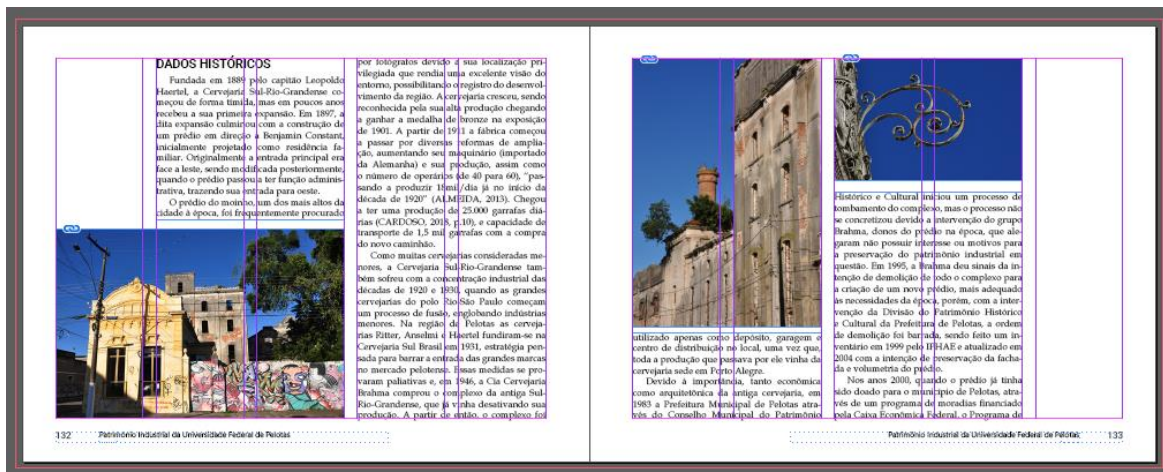 DADOS HISTÓRICOS
Fundada em 1889 pelo capitão Leopoldo
Haertel, a Cervejaria Sul-Rio-Grandense co-
meçou de forma tímida, mas em poucos anos
recebeu a sua primeira expansão. Em 1897, a
dita expansão culminou com a construção de
um prédio em direção a Benjamin Constant,
inicialmente projetado como residência fa-
miliar. Originalmente a entrada principal era
face a leste, sendo modificada posteriormente,
quando o prédio passou a ter função adminis-
trativa, trazendo sua entrada para oeste.
O prédio do moinho, um dos mais altos da
cidade à época, foi frequentemente procurado
por fotógrafos devido a sua localização pri-
vilegiada que rendia uma excelente visão do
entorno, possibilitando o registro do desenvol-
vimento da região. A cervejaria cresceu, sendo
reconhecida pela sua alta produção chegando
a ganhar a medalha de bronze na exposição
de 1901. A partir de 1911 a fábrica começou
a passar por diversas reformas de amplia-
ção, aumentando seu maquinário (importado
da Alemanha) e sua produção, assim como
o número de operários (de 40 para 60), “pas-
sando a produzir 18mil/dia já no início da
década de 1920” (ALMEIDA, 2013). Chegou
a ter uma produção de 25.000 garrafas diá-
rias (CARDOSO, 2018, p.10), e capacidade de
transporte de 1,5 mil garrafas com a compra
do novo caminhão.
Como muitas cervejarias consideradas me-
nores, a Cervejaria Sul-Rio-Grandense tam-
bém sofreu com a concentração industrial das
décadas de 1920 e 1930, quando as grandes
cervejarias do polo Rio-São Paulo começam
um processo de fusão, englobando indústrias
menores. Na região de Pelotas as cerveja-
rias Ritter, Anselmi e Haertel fundiram-se na
Cervejaria Sul Brasil em 1931, estratégia pen-
sada para barrar a entrada das grandes marcas
no mercado pelotense. Essas medidas se pro-
varam paliativas e, em 1946, a Cia Cervejaria
Brahma comprou o complexo da antiga Sul-
Rio-Grandense, que já vinha desativando sua
produção. A partir de então, o complexo foi
132 Patrimônio Industrial da Universidade Federal de Pelotas
utilizado apenas como depósito, garagem e
centro de distribuição no local, uma vez que,
toda a produção que passava por ele vinha da
cervejaria sede em Porto Alegre.
Devido à importância, tanto econômica
como arquitetônica da antiga cervejaria, em
1983 a Prefeitura Municipal de Pelotas atra-
vés do Conselho Municipal do Patrimônio
Histórico e Cultural iniciou um processo de
tombamento do complexo, mas o processo não
se concretizou devido a intervenção do grupo
Brahma, donos do prédio na época, que ale-
garam não possuir interesse ou motivos para
a preservação do patrimônio industrial em
questão. Em 1995, a Brahma deu sinais da in-
tenção de demolição de todo o complexo para
a criação de um novo prédio, mais adequado
às necessidades da época, porém, com a inter-
venção da Divisão do Patrimônio Histórico
e Cultural da Prefeitura de Pelotas, a ordem
de demolição foi barrada, sendo feito um in-
ventário em 1999 pelo IPHAE e atualizado em
2004 com a intenção de preservação da facha-
da e volumetria do prédio.
Nos anos 2000, quando o prédio já tinha
sido doado para o município de Pelotas, atra-
vés de um programa de moradias financiado
pela Caixa Econômica Federal, o Programa de
Patrimônio Industrial da Universidade Federal de Pelotas 133